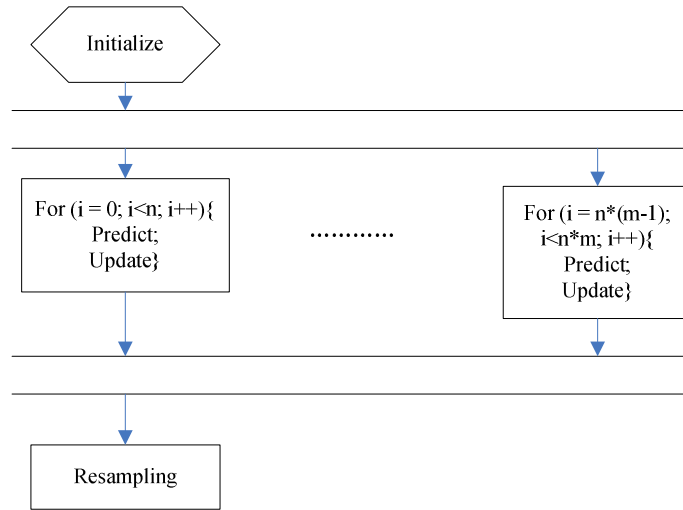 Initialize
For (i = 0; i<n; i++){
Predict;
Update}
…………
For (i = n*(m-1);
i<n*m; i++){
Predict;
Update}
Resampling